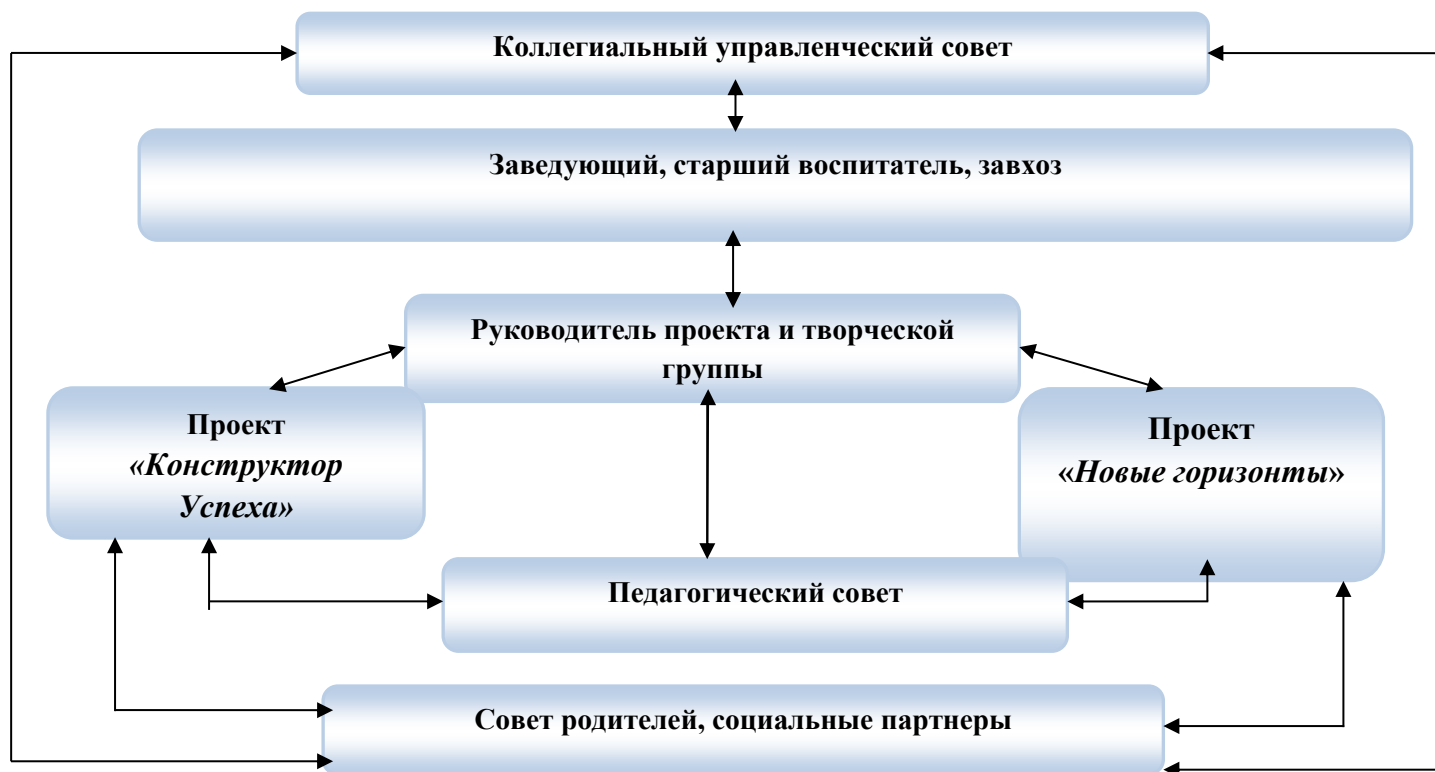 Коллегиальный управленческий совет
Заведующий, старший воспитатель, завхоз
Руководитель проекта и творческой
группы
Проект
«Конструктор
Успеха»
Проект
«Новые горизонты»
Педагогический совет
Совет родителей, социальные партнеры